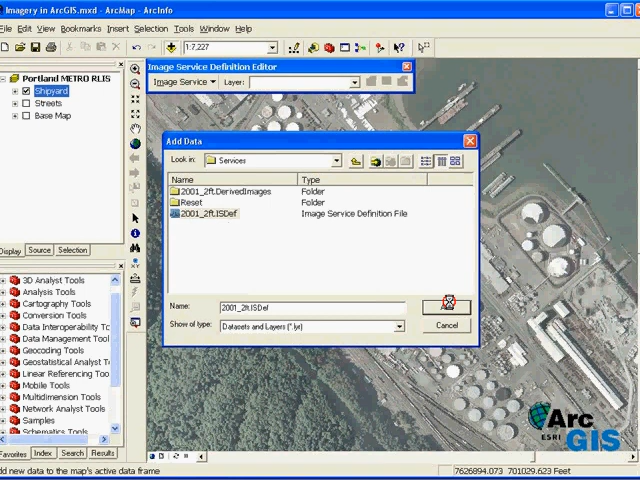 Imagery in ArcGIS.mxd - ArcMap - ArcInfo
File Edit View Bookmarks Insert Selection Tools Window Help
1:7,227
Portland METRO RLIS
Shipyard
Streets
Base Map
Image Service Definition Editor
Image Service Layer:
Add Data
Look in: Services
Name Type
2001_2ft.DerivedImages Folder
Reset Folder
2001_2ft.ISDef Image Service Definition File
Name: 2001_2ft.ISDef
Show of type: Datasets and Layers (*.lyr)
Cancel
Display Source Selection
3D Analyst Tools
Analysis Tools
Cartography Tools
Conversion Tools
Data Interoperability To
Data Management Tool
Geocoding Tools
Geostatistical Analyst T
Linear Referencing Tool
Mobile Tools
Multidimension Tools
Network Analyst Tools
Samples
Schematics Tools
Favorites Index Search Results
Arc
ESRI GIS
dd new data to the map's active data frame
7626894.073 701029.623 Feet